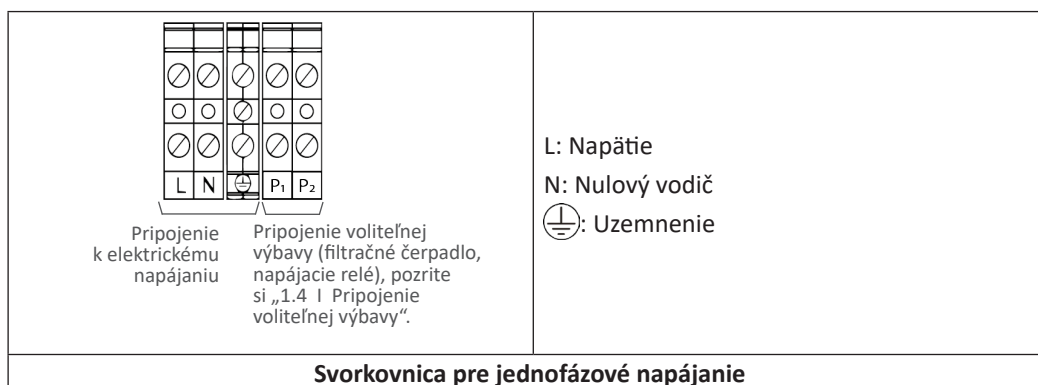 L N P₁ P₂
Pripojenie
k elektrickému
napájaniu
Pripojenie voliteľnej
výbavy (filtračné čerpadlo,
napájacie relé), pozrite
si „1.4 I Pripojenie
voliteľnej výbavy“.
L: Napätie
N: Nulový vodič
: Uzemnenie
Svorkovnica pre jednofázové napájanie